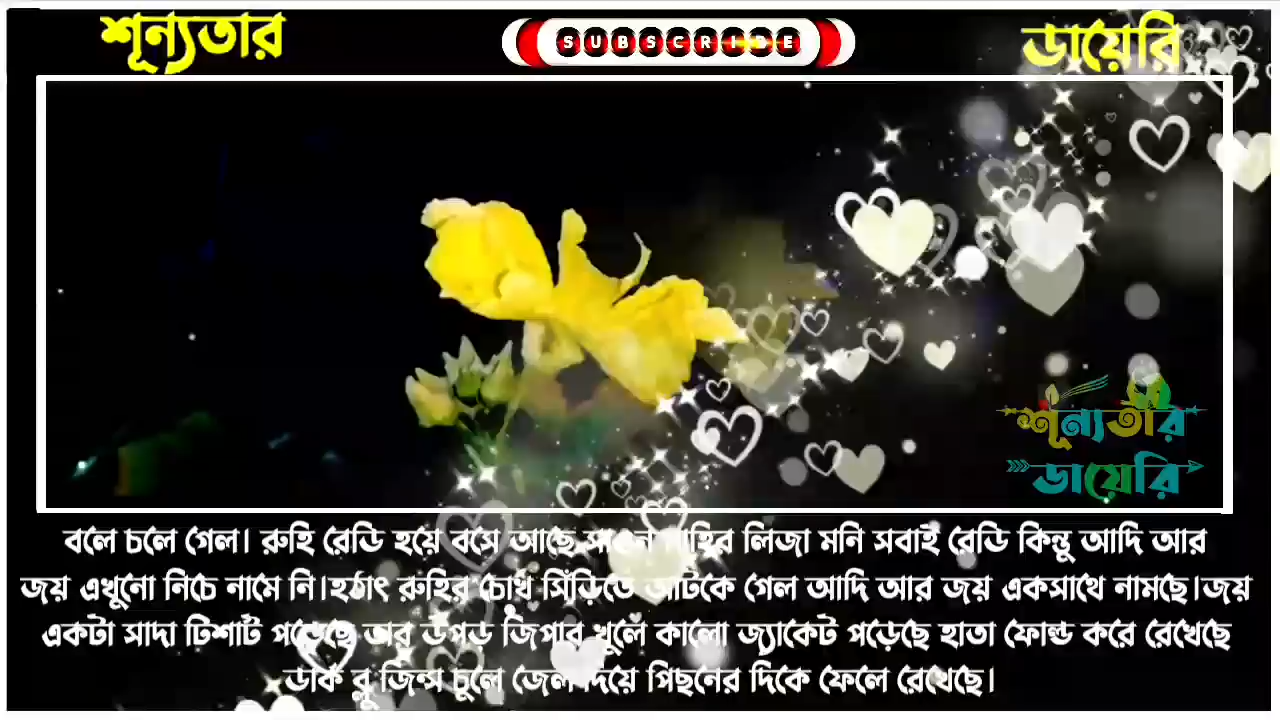 শূন্যতার
SUBSCRIBE
ডায়েরি
শূন্যতার
ডায়েরি
বলে চলে গেল। রুহি রেডি হয়ে বসে আছে লিজা মনি সবাই রেডি কিন্তু আদি আর
জয় এখুনো নিচে নামে নি।হঠাৎ রুহির চোখ সিঁড়িতে আটকে গেল আদি আর জয় একসাথে নামছে।জয়
একটা সাদা টিশার্ট পড়েছে তার উপড় জিপার খুলে কালো জ্যাকেট পড়েছে হাতা ফোল্ড করে রেখেছে
ডার্ক ব্লু জিন্স চুলে জেল দিয়ে পিছনের দিকে ফেলে রেখেছে।